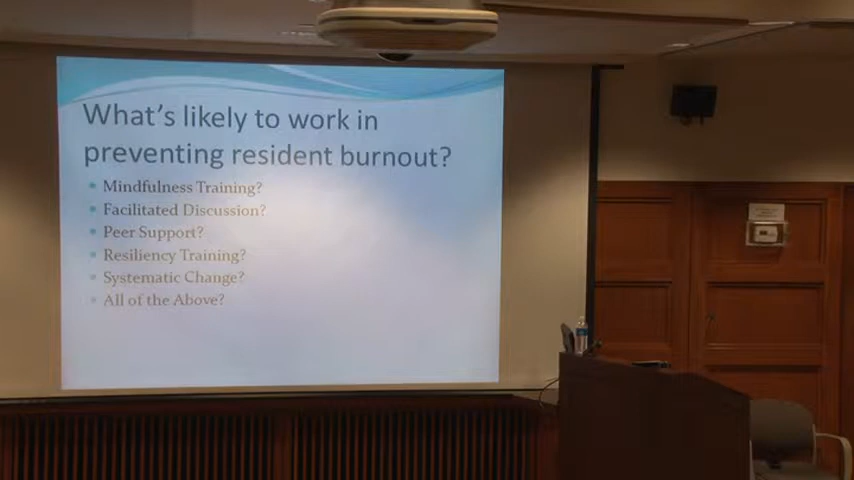 What's likely to work in
preventing resident burnout?
Mindfulness Training?
Facilitated Discussion?
Peer Support?
Resiliency Training?
Systematic Change?
All of the Above?